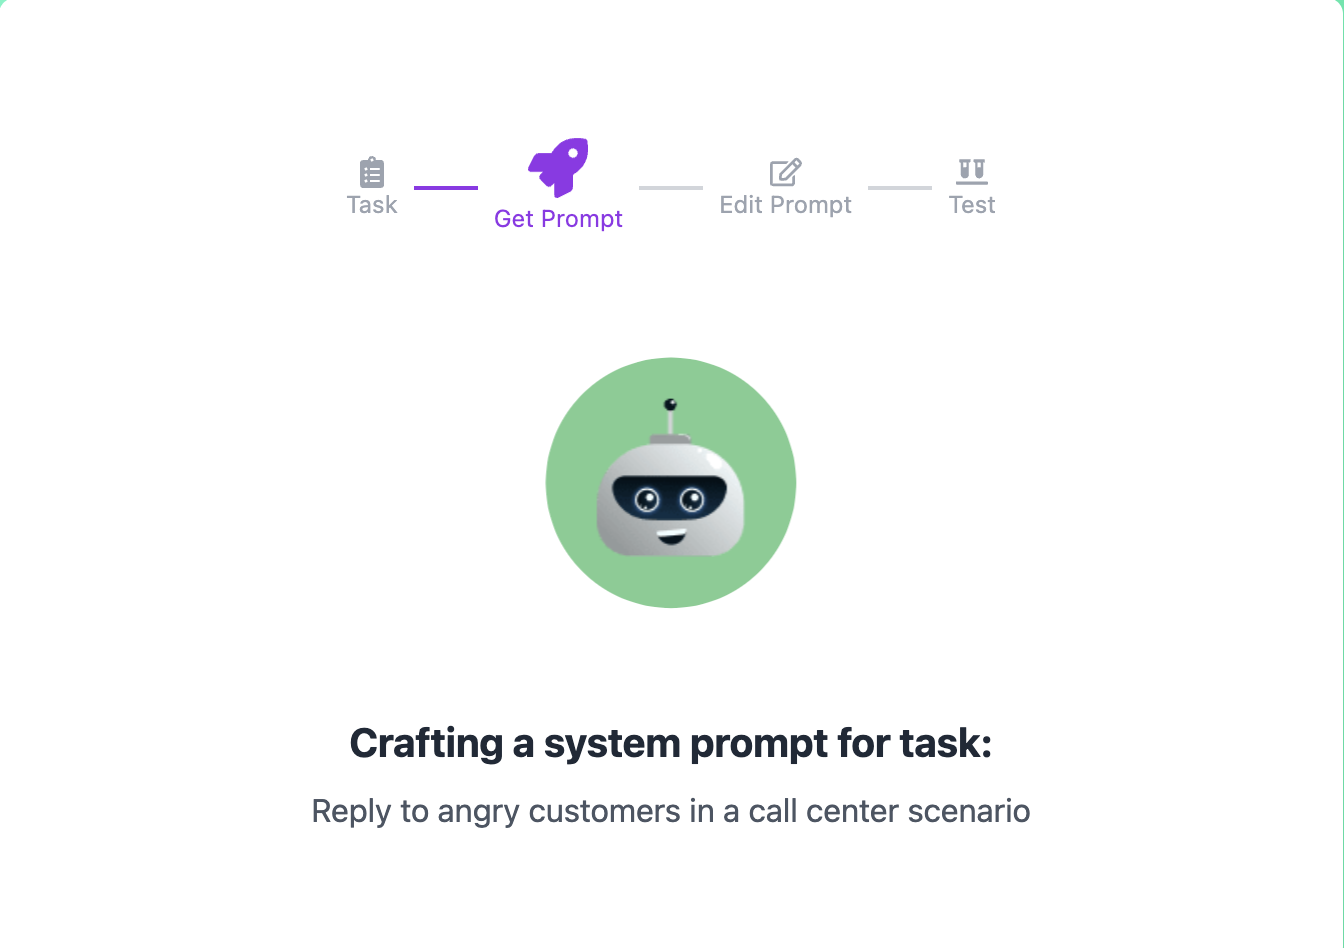 Task
Get Prompt
Edit Prompt
Test
Crafting a system prompt for task:
Reply to angry customers in a call center scenario